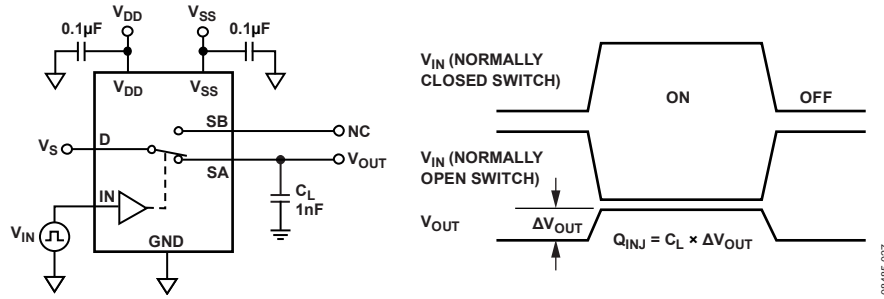 VDD
VSS
0.1µF
0.1µF
VDD
VSS
SB
NC
VS
D
SA
VOUT
IN
CL
1nF
VIN
GND
VIN (NORMALLY
CLOSED SWITCH)
ON
OFF
VIN (NORMALLY
OPEN SWITCH)
VOUT
ΔVOUT
QINJ = CL × ΔVOUT